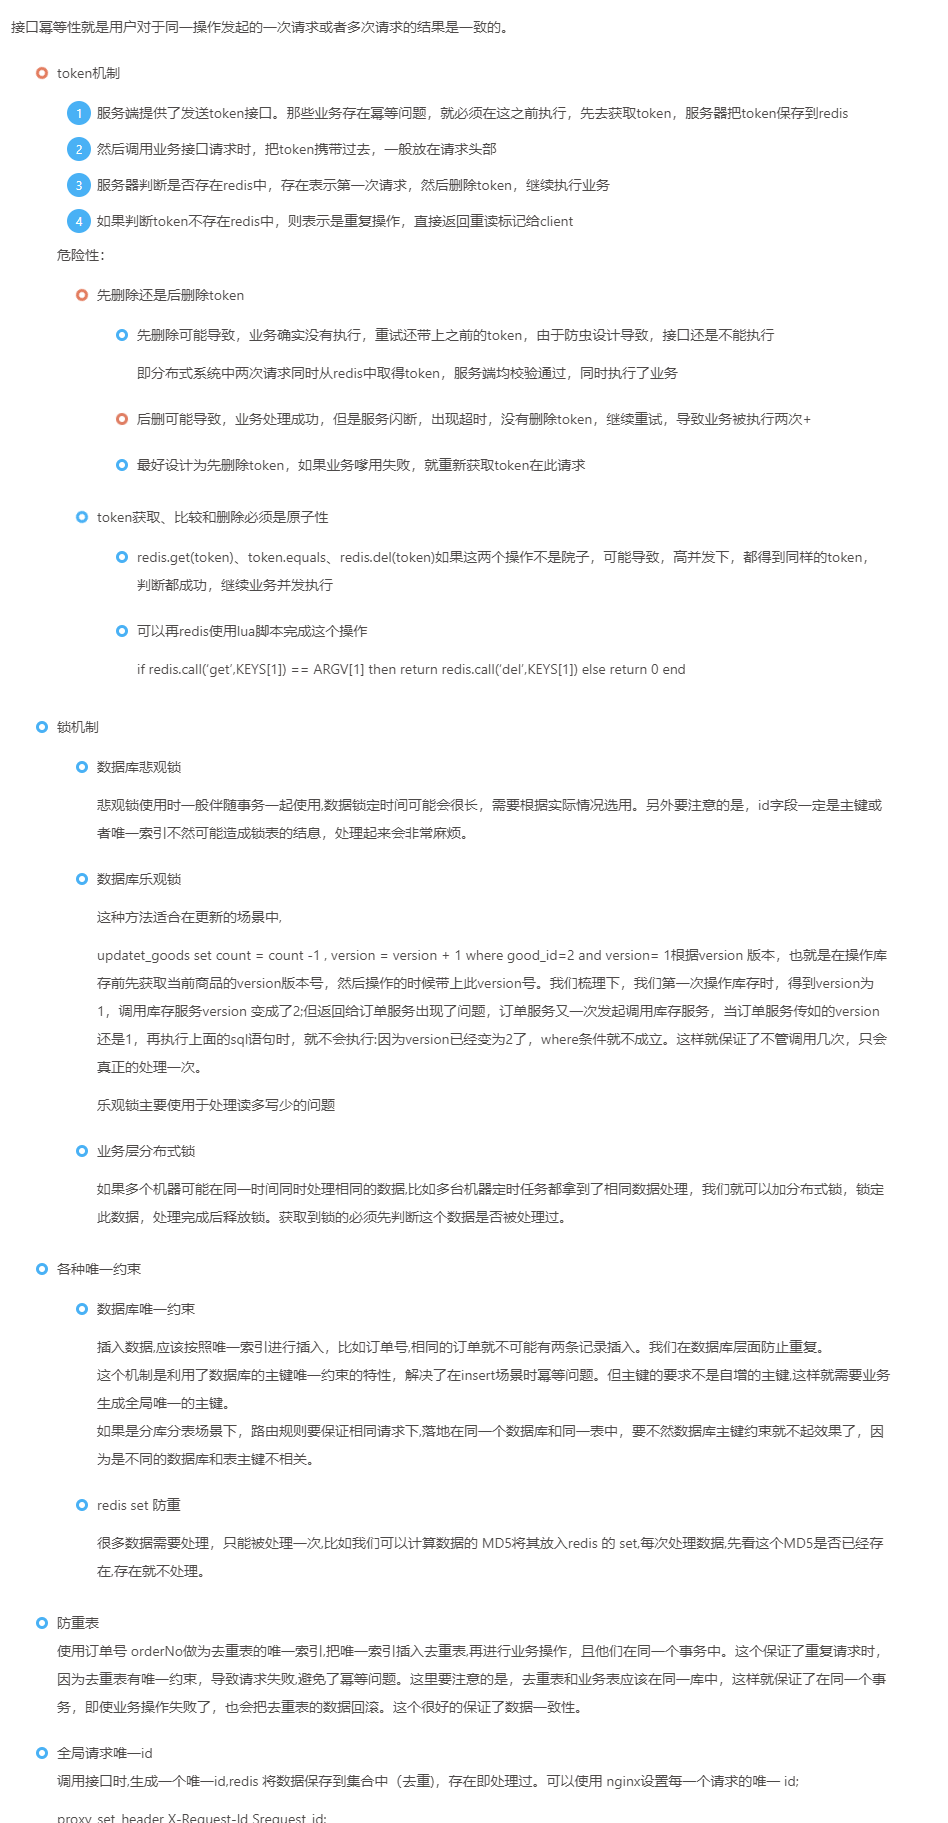 接口幂等性就是用户对于同一操作发起的一次请求或者多次请求的结果是一致的。
token机制
1 服务端提供了发送token接口。那些业务存在幂等问题，就必须在这之前执行，先去获取token，服务器把token保存到redis
2 然后调用业务接口请求时，把token携带过去，一般放在请求头部
3 服务器判断是否存在redis中，存在表示第一次请求，然后删除token，继续执行业务
4 如果判断token不存在redis中，则表示是重复操作，直接返回重读标记给client
危险性：
先删除还是后删除token
先删除可能导致，业务确实没有执行，重试还带上之前的token，由于防虫设计导致，接口还是不能执行
即分布式系统中两次请求同时从redis中取得token，服务端均校验通过，同时执行了业务
后删可能导致，业务处理成功，但是服务闪断，出现超时，没有删除token，继续重试，导致业务被执行两次+
最好设计为先删除token，如果业务嗲用失败，就重新获取token在此请求
token获取、比较和删除必须是原子性
redis.get(token)、token.equals、redis.del(token)如果这两个操作不是院子，可能导致，高并发下，都得到同样的token，
判断都成功，继续业务并发执行
可以再redis使用lua脚本完成这个操作
if redis.call('get',KEYS[1]) == ARGV[1] then return redis.call('del',KEYS[1]) else return 0 end
锁机制
数据库悲观锁
悲观锁使用时一般伴随事务一起使用,数据锁定时间可能会很长，需要根据实际情况选用。另外要注意的是，id字段一定是主键或
者唯一索引不然可能造成锁表的结息，处理起来会非常麻烦。
数据库乐观锁
这种方法适合在更新的场景中,
updatet_goods set count = count -1 , version = version + 1 where good_id=2 and version= 1根据version 版本，也就是在操作库
存前先获取当前商品的version版本号，然后操作的时候带上此version号。我们梳理下，我们第一次操作库存时，得到version为
1，调用库存服务version 变成了2;但返回给订单服务出现了问题，订单服务又一次发起调用库存服务，当订单服务传如的version
还是1，再执行上面的sql语句时，就不会执行:因为version已经变为2了，where条件就不成立。这样就保证了不管调用几次，只会
真正的处理一次。
乐观锁主要使用于处理读多写少的问题
业务层分布式锁
如果多个机器可能在同一时间同时处理相同的数据,比如多台机器定时任务都拿到了相同数据处理，我们就可以加分布式锁，锁定
此数据，处理完成后释放锁。获取到锁的必须先判断这个数据是否被处理过。
各种唯一约束
数据库唯一约束
插入数据,应该按照唯一索引进行插入，比如订单号,相同的订单就不可能有两条记录插入。我们在数据库层面防止重复。
这个机制是利用了数据库的主键唯一约束的特性，解决了在insert场景时幂等问题。但主键的要求不是自增的主键,这样就需要业务
生成全局唯一的主键。
如果是分库分表场景下，路由规则要保证相同请求下,落地在同一个数据库和同一表中，要不然数据库主键约束就不起效果了，因
为是不同的数据库和表主键不相关。
redis set 防重
很多数据需要处理，只能被处理一次,比如我们可以计算数据的 MD5将其放入redis 的 set,每次处理数据,先看这个MD5是否已经存
在,存在就不处理。
防重表
使用订单号 orderNo做为去重表的唯一索引,把唯一索引插入去重表,再进行业务操作，且他们在同一个事务中。这个保证了重复请求时，
因为去重表有唯一约束，导致请求失败,避免了幂等问题。这里要注意的是，去重表和业务表应该在同一库中，这样就保证了在同一个事
务，即使业务操作失败了，也会把去重表的数据回滚。这个很好的保证了数据一致性。
全局请求唯一id
调用接口时,生成一个唯一id,redis 将数据保存到集合中（去重)，存在即处理过。可以使用 nginx设置每一个请求的唯一 id;
proxy_set_header X-Request-Id Srequest_id;